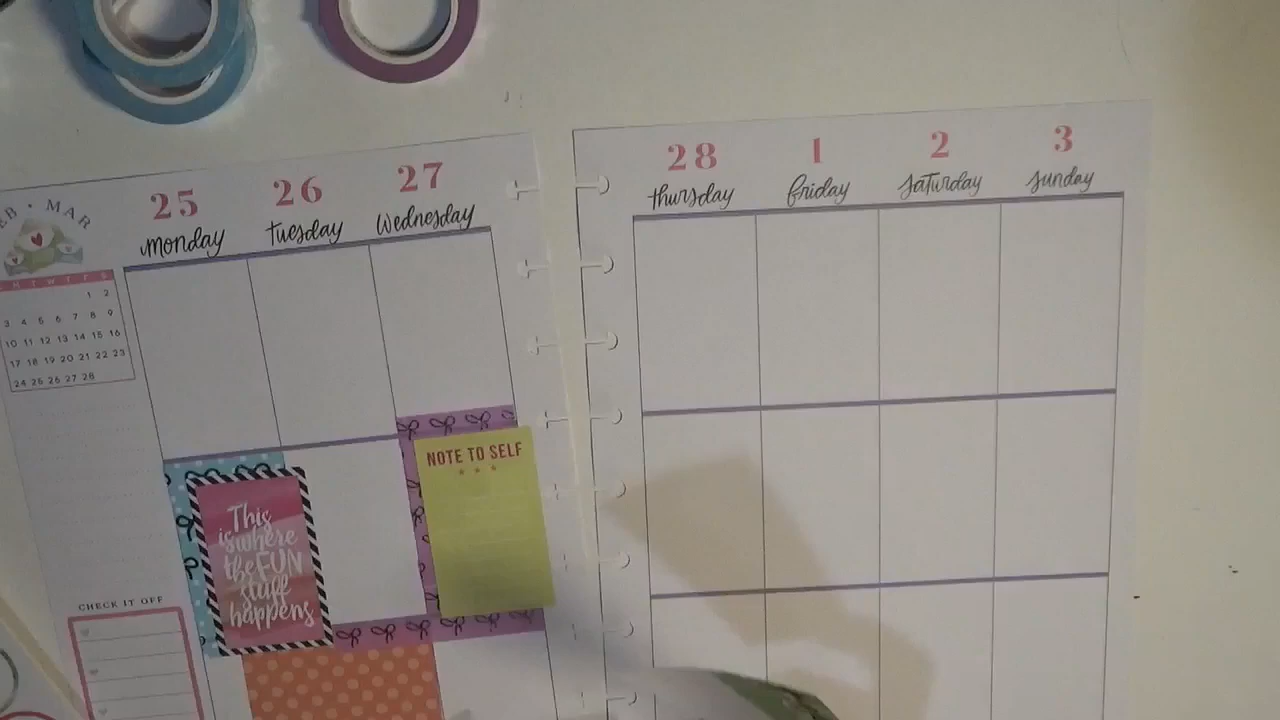 25 26 27 28 1 2 3
monday tuesday wednesday thursday friday saturday sunday
EB • MAR
1 2
3 4 5 6 7 8 9
10 11 12 13 14 15 16
17 18 19 20 21 22 23
24 25 26 27 28
NOTE TO SELF
This
is where
the FUN
stuff
happens
CHECK IT OFF